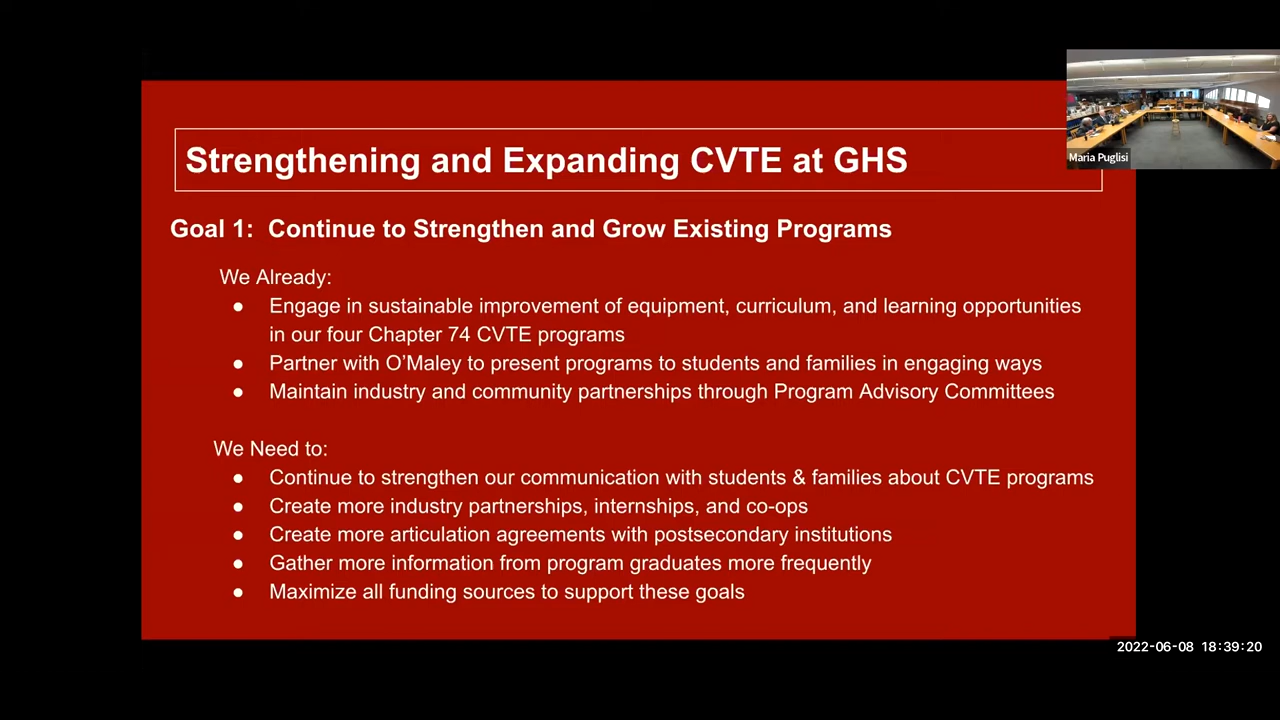 Strengthening and Expanding CVTE at GHS
Maria Puglisi
Goal 1:  Continue to Strengthen and Grow Existing Programs
We Already:
● Engage in sustainable improvement of equipment, curriculum, and learning opportunities
in our four Chapter 74 CVTE programs
● Partner with O’Maley to present programs to students and families in engaging ways
● Maintain industry and community partnerships through Program Advisory Committees
We Need to:
● Continue to strengthen our communication with students & families about CVTE programs
● Create more industry partnerships, internships, and co-ops
● Create more articulation agreements with postsecondary institutions
● Gather more information from program graduates more frequently
● Maximize all funding sources to support these goals
2022-06-08 18:39:20